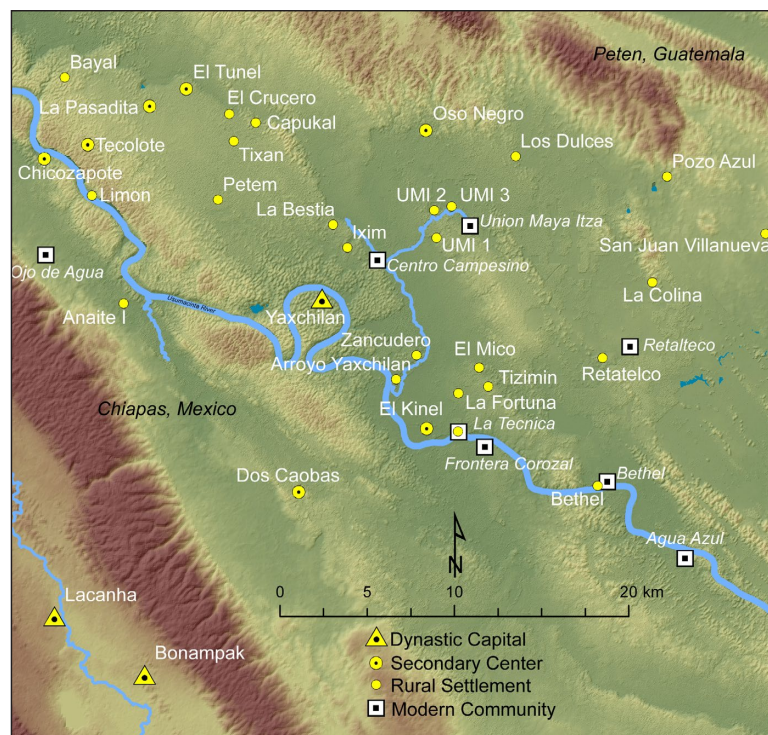 Peten, Guatemala
Bayal
El Tunel
La Pasadita
El Crucero
Capukal
Oso Negro
Tecolote
Tixan
Los Dulces
Chicozapote
Pozo Azul
Limon
Petem
La Bestia
UMI 2
UMI 3
Union Maya Itza
Ixim
UMI 1
San Juan Villanueva
Ojo de Agua
Centro Campesino
La Colina
Anaite I
Usumacinta River
Yaxchilan
Zancudero
El Mico
Retalteco
Arroyo Yaxchilan
Tizimin
Retatelco
Chiapas, Mexico
El Kinel
La Fortuna
La Tecnica
Frontera Corozal
Dos Caobas
Bethel
Bethel
Agua Azul
N
0 5 10 20 km
Lacanha
Bonampak
Dynastic Capital
Secondary Center
Rural Settlement
Modern Community